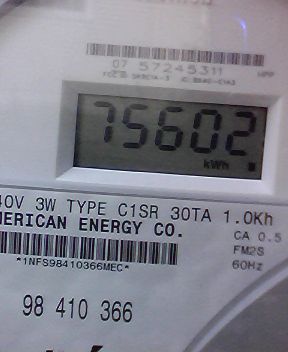 07 57245311
75602
kWh
40V 3W TYPE C1SR 30TA 1.0Kh
MERICAN ENERGY CO.
CA 0.5
FM2S
60Hz
*1NFS98410366MEC*
98 410 366